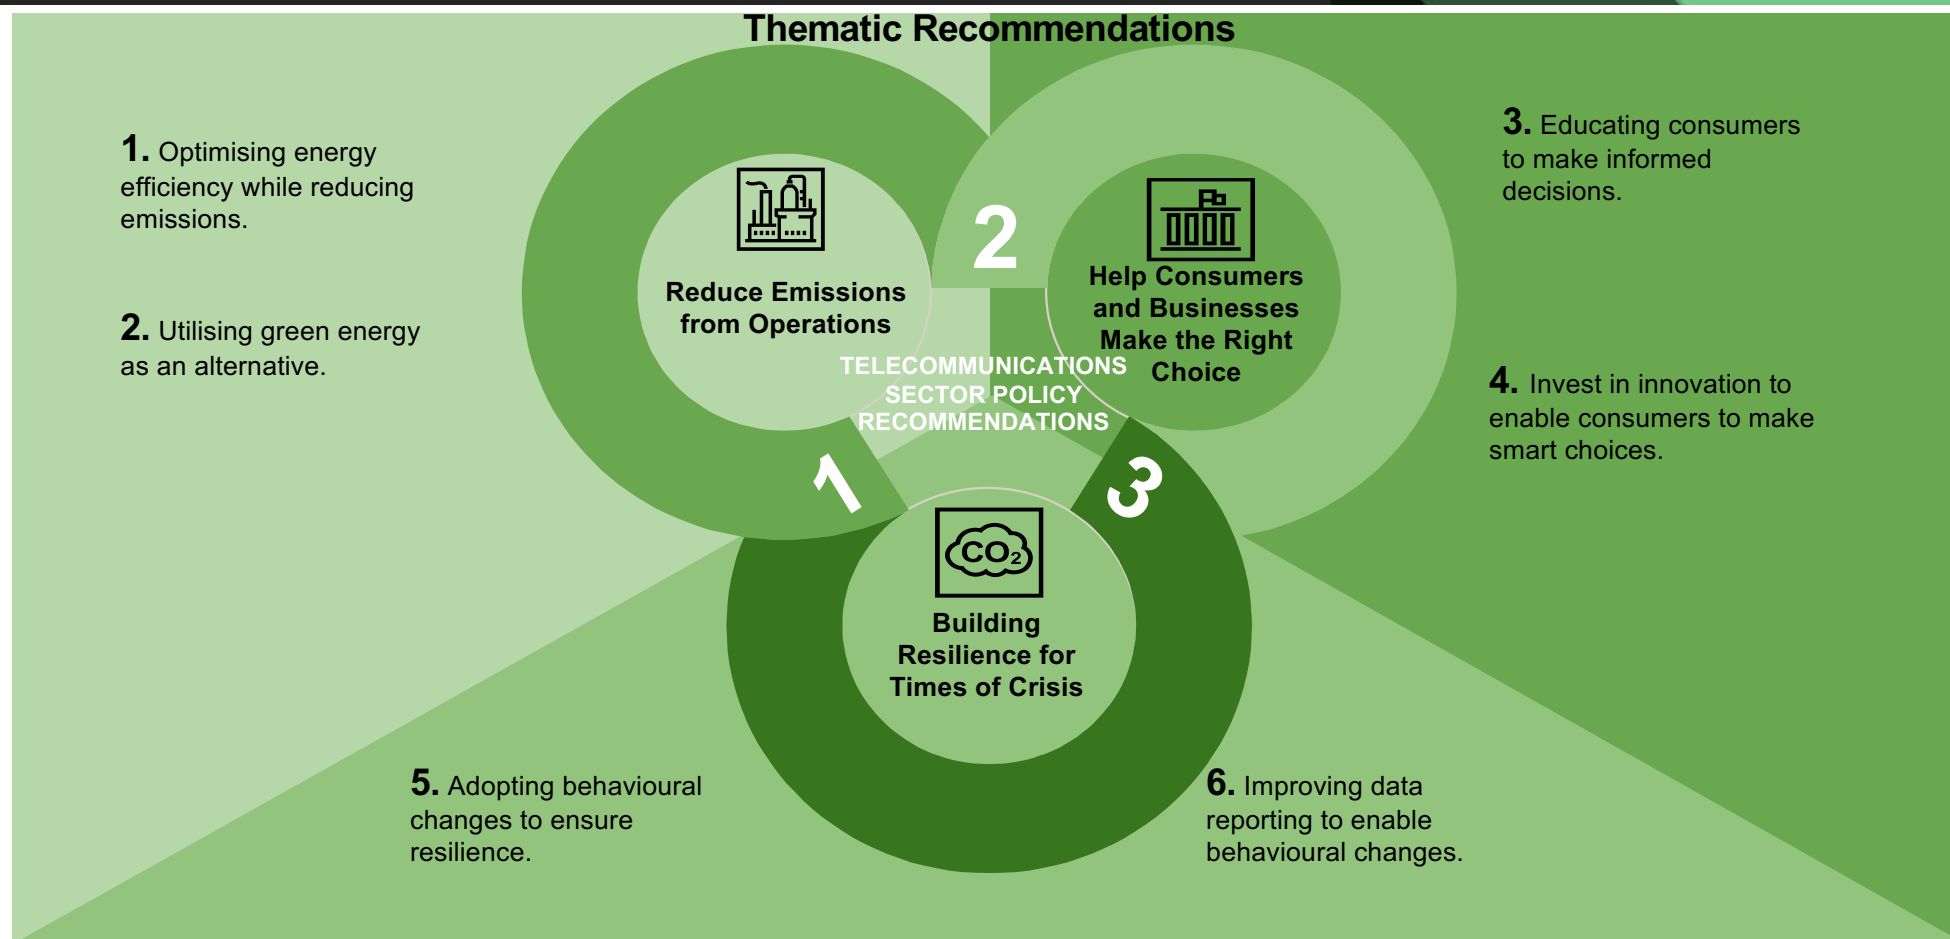 Thematic Recommendations
1. Optimising energy
efficiency while reducing
emissions.
2. Utilising green energy
as an alternative.
Reduce Emissions
from Operations
1
2
Help Consumers
and Businesses
Make the Right
Choice
3. Educating consumers
to make informed
decisions.
4. Invest in innovation to
enable consumers to make
smart choices.
TELECOMMUNICATIONS
SECTOR POLICY
RECOMMENDATIONS
3
CO2
Building
Resilience for
Times of Crisis
5. Adopting behavioural
changes to ensure
resilience.
6. Improving data
reporting to enable
behavioural changes.